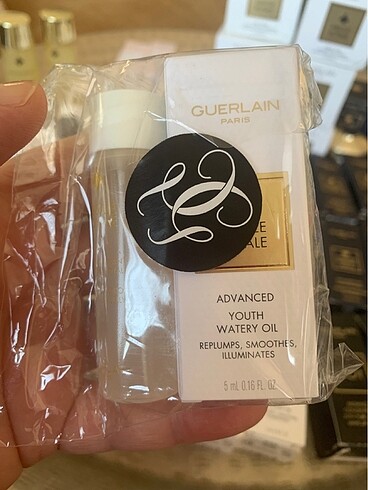 GUERLAIN
PARIS
ADVANCED
YOUTH
WATERY OIL
REPLUMPS, SMOOTHES,
ILLUMINATES
5 mL 0.16 FL. OZ